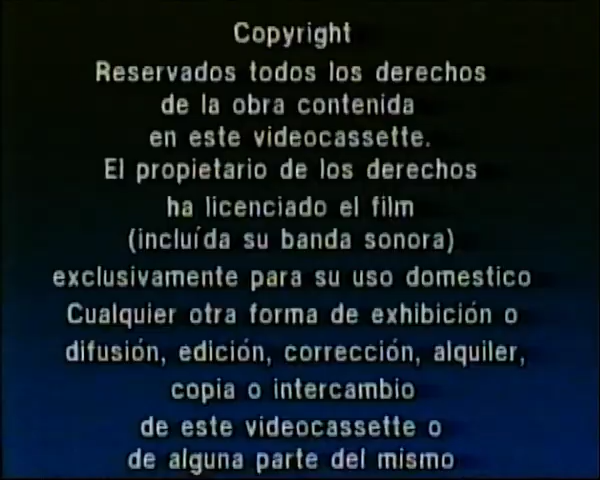 Copyright
Reservados todos los derechos
de la obra contenida
en este videocassette.
El propietario de los derechos
ha licenciado el film
(incluída su banda sonora)
exclusivamente para su uso domestico
Cualquier otra forma de exhibición o
difusión, edición, corrección, alquiler,
copia o intercambio
de este videocassette o
de alguna parte del mismo